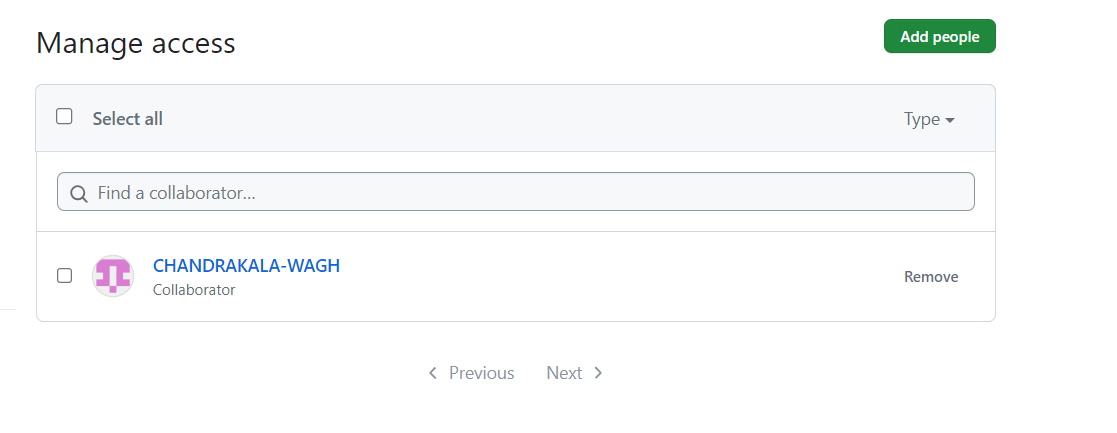 Manage access
Add people
Select all
Type
Find a collaborator...
CHANDRAKALA-WAGH
Collaborator
Remove
Previous Next